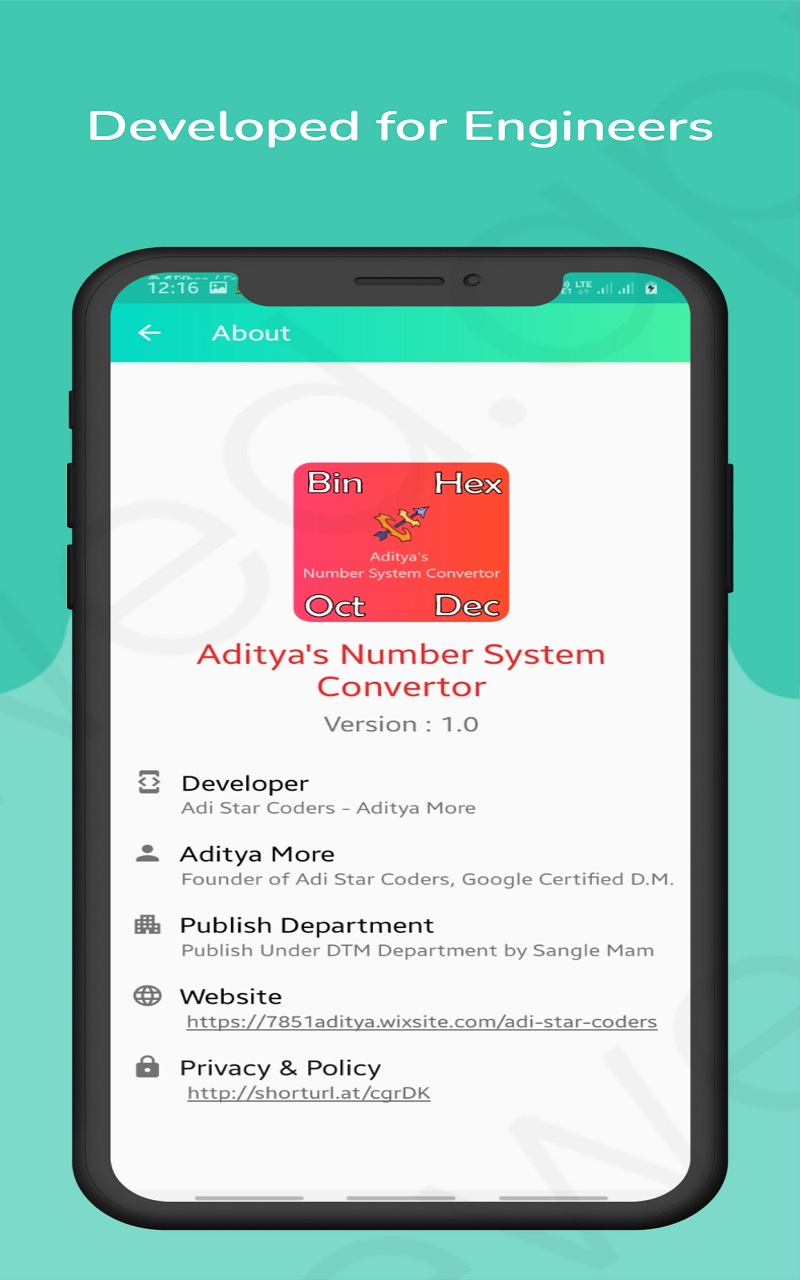 Developed for Engineers
12:16
LTE
About
Bin
Hex
Aditya's
Number System Convertor
Oct
Dec
Aditya's Number System
Convertor
Version : 1.0
Developer
Adi Star Coders - Aditya More
Aditya More
Founder of Adi Star Coders, Google Certified D.M.
Publish Department
Publish Under DTM Department by Sangle Mam
Website
https://7851aditya.wixsite.com/adi-star-coders
Privacy & Policy
http://shorturl.at/cgrDK